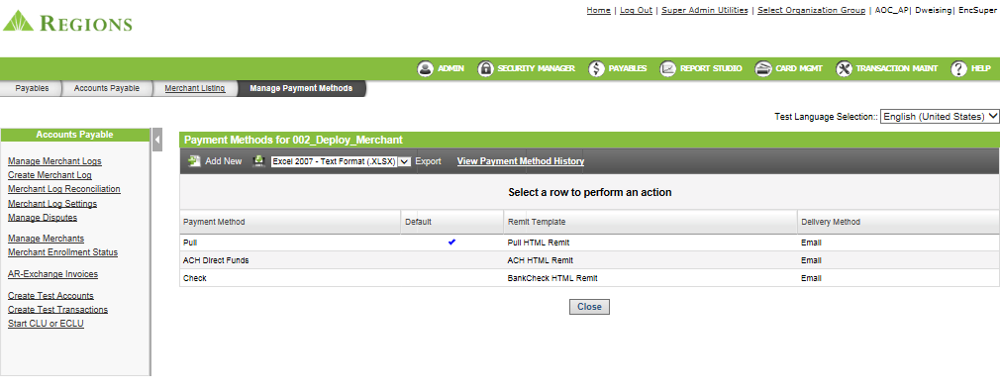 Home | Log Out | Super Admin Utilities | Select Organization Group | AOC_AP| Dweising| EncSuper
REGIONS
ADMIN SECURITY MANAGER PAYABLES REPORT STUDIO CARD MGMT TRANSACTION MAINT HELP
Payables Accounts Payable Merchant Listing Manage Payment Methods
Test Language Selection:: English (United States)
Accounts Payable
Manage Merchant Logs
Create Merchant Log
Merchant Log Reconciliation
Merchant Log Settings
Manage Disputes
Manage Merchants
Merchant Enrollment Status
AR-Exchange Invoices
Create Test Accounts
Create Test Transactions
Start CLU or ECLU
Payment Methods for 002_Deploy_Merchant
Add New Excel 2007 - Text Format (.XLSX) Export View Payment Method History
Select a row to perform an action
Payment Method Default Remit Template Delivery Method
Pull Pull HTML Remit Email
ACH Direct Funds ACH HTML Remit Email
Check BankCheck HTML Remit Email
Close